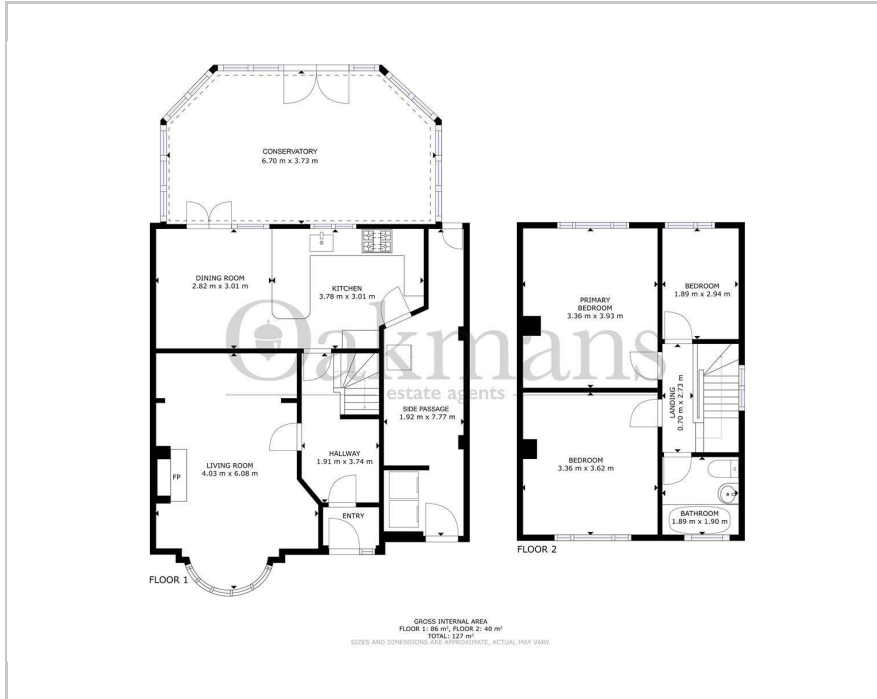 CONSERVATORY
6.70 m x 3.73 m
DINING ROOM
2.82 m x 3.01 m
KITCHEN
3.78 m x 3.01 m
PRIMARY
BEDROOM
3.36 m x 3.93 m
BEDROOM
1.89 m x 2.94 m
Oakmans
estate agents
SIDE PASSAGE
1.92 m x 7.77 m
LANDING
0.70 m x 2.73 m
LIVING ROOM
4.03 m x 6.08 m
FP
HALLWAY
1.91 m x 3.74 m
BEDROOM
3.36 m x 3.62 m
ENTRY
BATHROOM
1.89 m x 1.90 m
FLOOR 1
FLOOR 2
GROSS INTERNAL AREA
FLOOR 1: 86 m², FLOOR 2: 40 m²
TOTAL: 127 m²
SIZES AND DIMENSIONS ARE APPROXIMATE, ACTUAL MAY VARY.